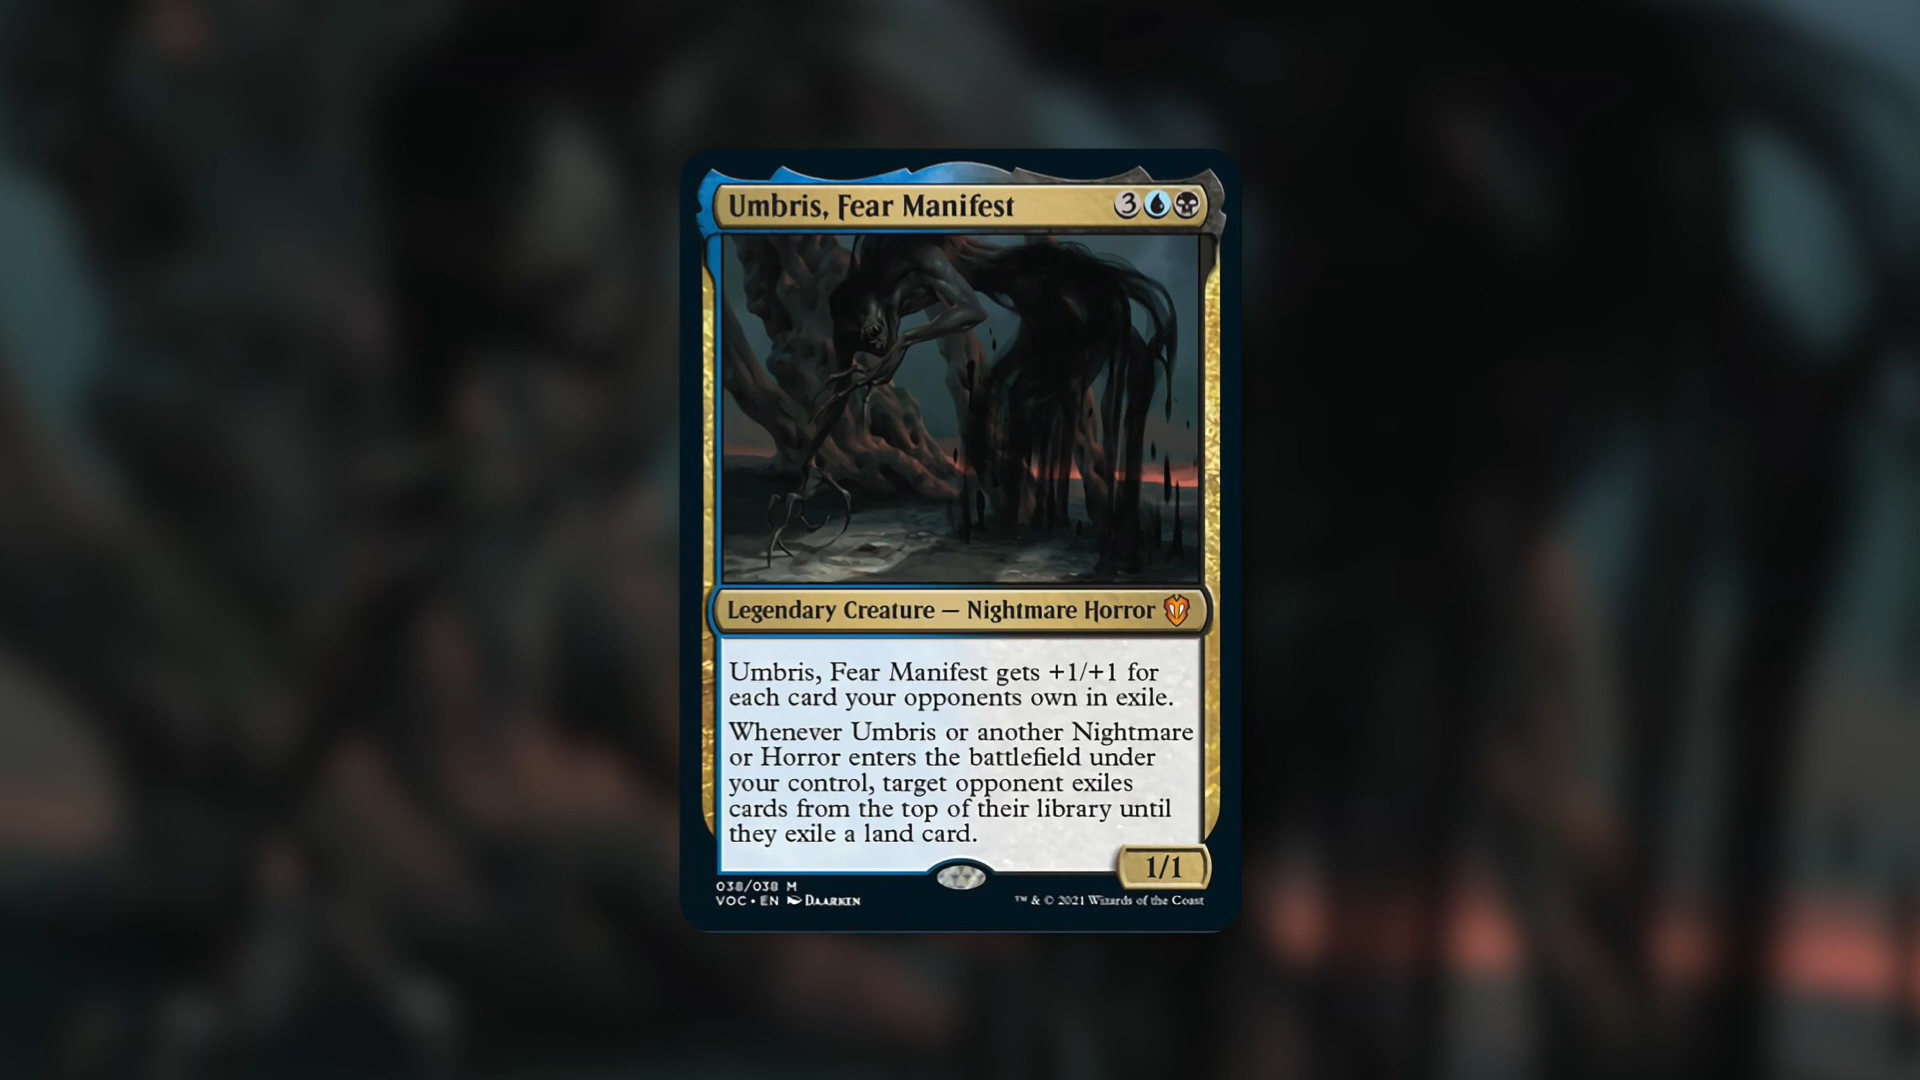 Umbris, Fear Manifest 3
Legendary Creature — Nightmare Horror
Umbris, Fear Manifest gets +1/+1 for
each card your opponents own in exile.
Whenever Umbris or another Nightmare
or Horror enters the battlefield under
your control, target opponent exiles
cards from the top of their library until
they exile a land card.
1/1
038/038 M
VOC • EN Daarken
™ & © 2021 Wizards of the Coast